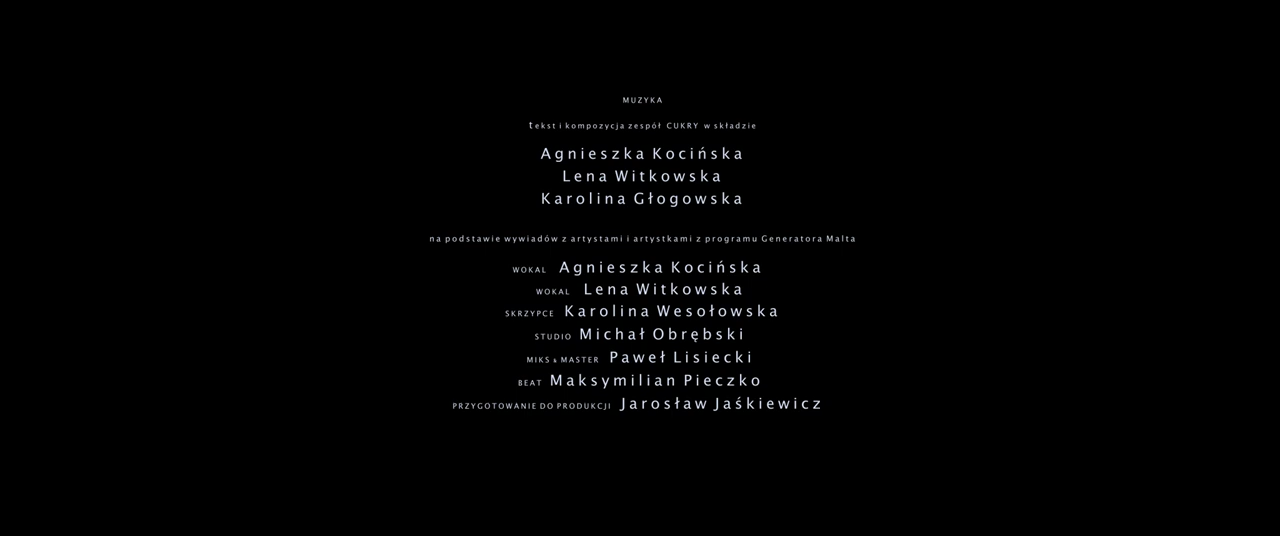 MUZYKA
tekst i kompozycja zespół CUKRY w składzie
Agnieszka Kocińska
Lena Witkowska
Karolina Głogowska
na podstawie wywiadów z artystami i artystkami z programu Generatora Malta
WOKAL Agnieszka Kocińska
WOKAL Lena Witkowska
SKRZYPCE Karolina Wesołowska
STUDIO Michał Obrębski
MIKS & MASTER Paweł Lisiecki
BEAT Maksymilian Pieczko
PRZYGOTOWANIE DO PRODUKCJI Jarosław Jaśkiewicz